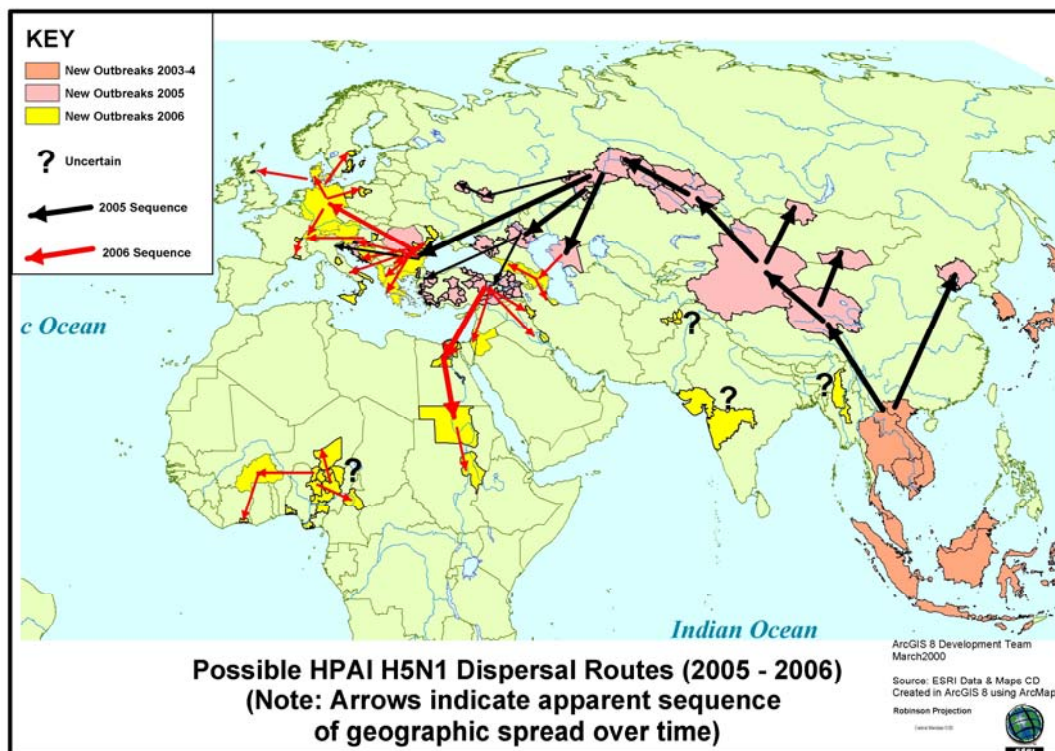 KEY
New Outbreaks 2003-4
New Outbreaks 2005
New Outbreaks 2006
? Uncertain
2005 Sequence
2006 Sequence
c Ocean
?
?
?
?
Indian Ocean
Possible HPAI H5N1 Dispersal Routes (2005 - 2006)
(Note: Arrows indicate apparent sequence
of geographic spread over time)
ArcGIS 8 Development Team
March2000
Source: ESRI Data & Maps CD
Created in ArcGIS 8 using ArcMap
Robinson Projection